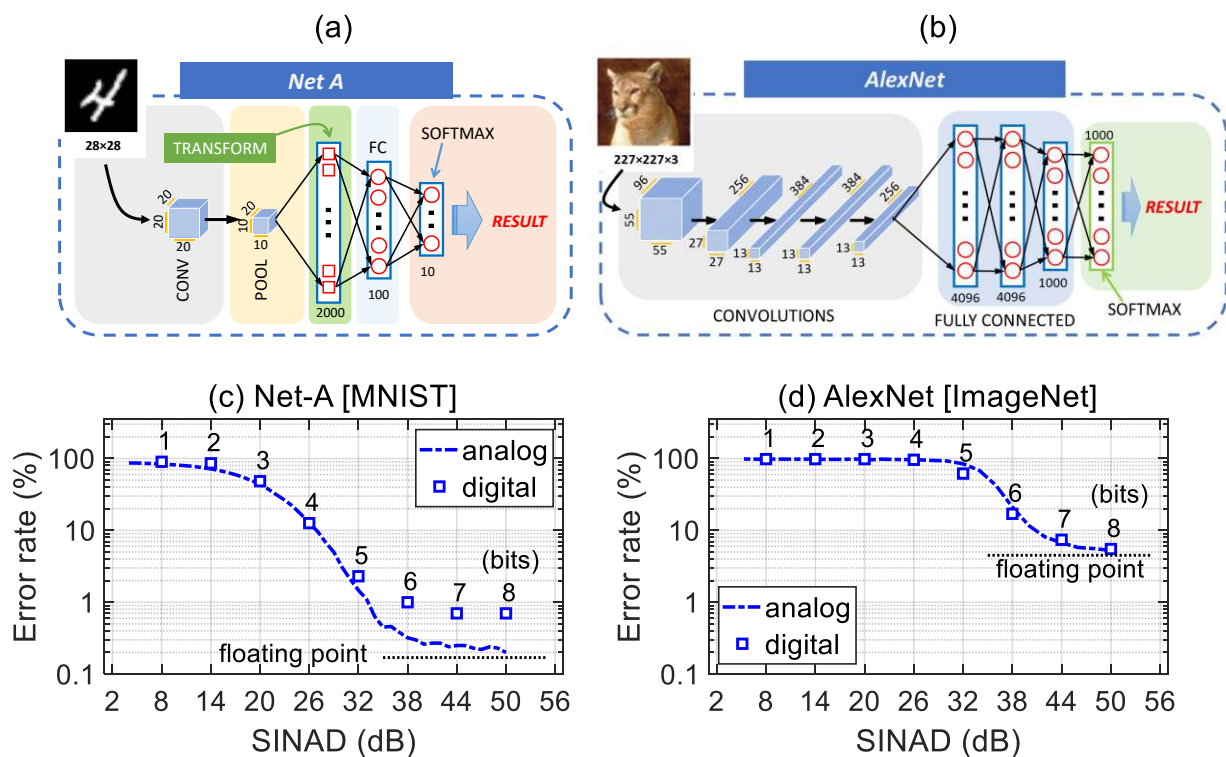 (a)
Net A
28×28
TRANSFORM
FC
SOFTMAX
20
20
20
CONV
20
10
10
POOL
2000
100
10
RESULT
(b)
AlexNet
227×227×3
96
55
55
256
27
27
384
13
13
384
13
13
256
13
13
CONVOLUTIONS
4096
4096
1000
FULLY CONNECTED
1000
SOFTMAX
RESULT
(c) Net-A [MNIST]
Error rate (%)
100
10
1
0.1
1
2
3
4
5
6
7
8
(bits)
analog
digital
floating point
2 8 14 20 26 32 38 44 50 56
SINAD (dB)
(d) AlexNet [ImageNet]
Error rate (%)
100
10
1
0.1
1
2
3
4
5
6
7
8
(bits)
floating point
analog
digital
2 8 14 20 26 32 38 44 50 56
SINAD (dB)